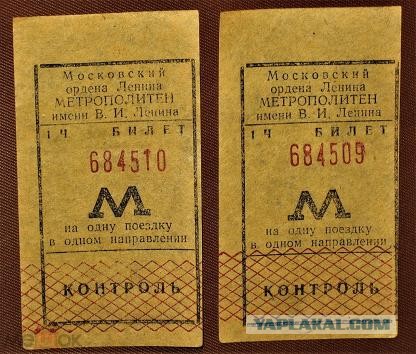 Московский
ордена Ленина
МЕТРОПОЛИТЕН
имени В. И. Ленина
1Ч БИЛЕТ
684510
М
на одну поездку
в одном направлении
КОНТРОЛЬ
Московский
ордена Ленина
МЕТРОПОЛИТЕН
имени В. И. Ленина
1Ч БИЛЕТ
684509
М
на одну поездку
в одном направлении
КОНТРОЛЬ
YAPLAKAL.COM